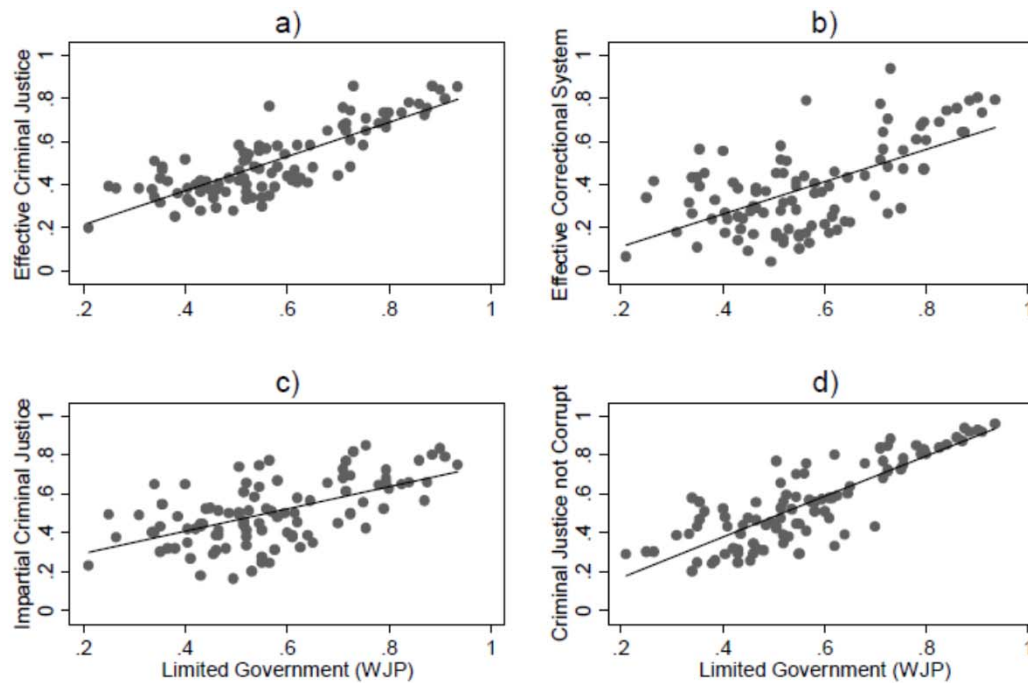 a)
Effective Criminal Justice
0 .2 .4 .6 .8 1
.2 .4 .6 .8 1
b)
Effective Correctional System
0 .2 .4 .6 .8 1
.2 .4 .6 .8 1
c)
Impartial Criminal Justice
0 .2 .4 .6 .8 1
.2 .4 .6 .8 1
Limited Government (WJP)
d)
Criminal Justice not Corrupt
0 .2 .4 .6 .8 1
.2 .4 .6 .8 1
Limited Government (WJP)